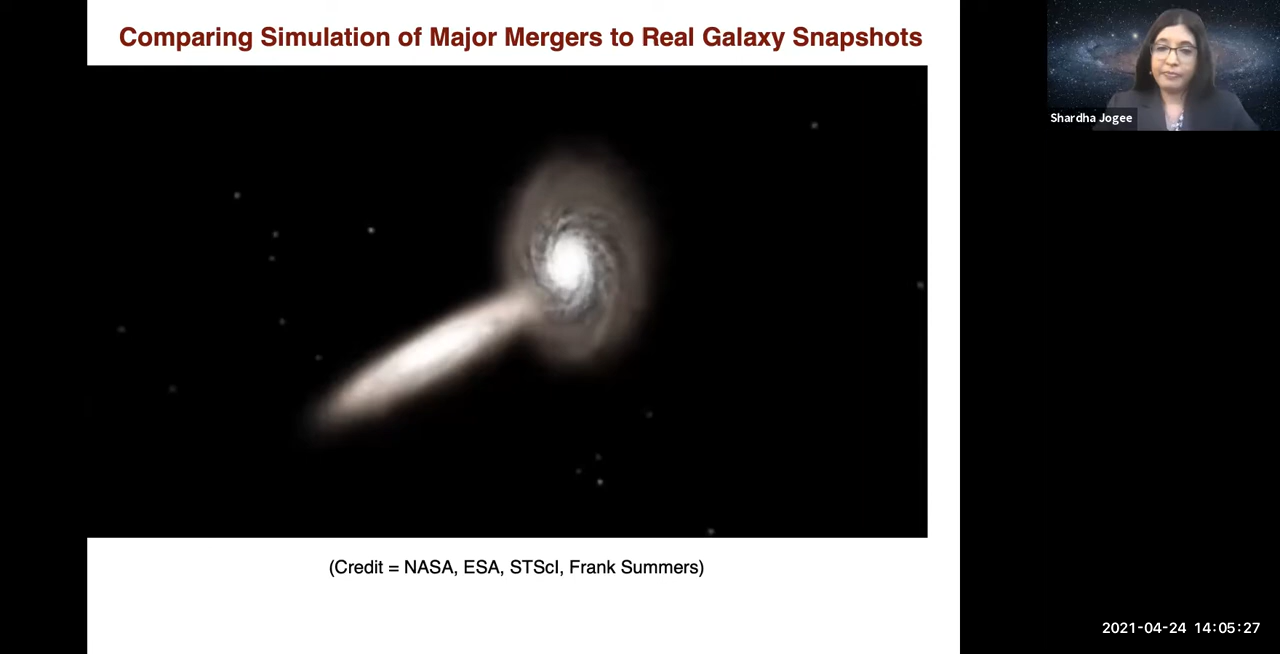 Comparing Simulation of Major Mergers to Real Galaxy Snapshots
Shardha Jogee
(Credit = NASA, ESA, STScI, Frank Summers)
2021-04-24 14:05:27